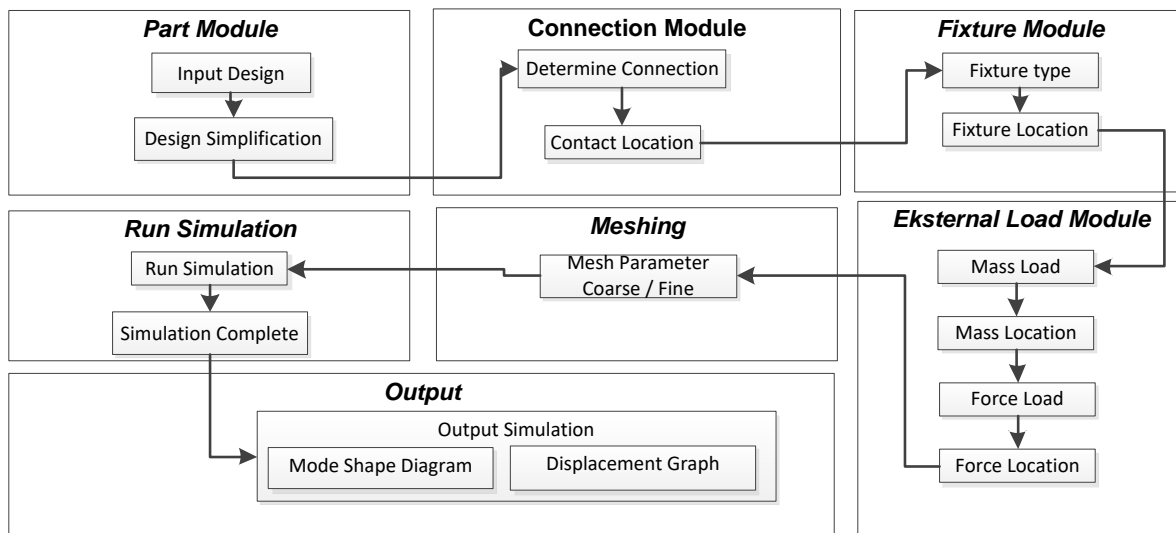 Part Module
Input Design
Design Simplification
Connection Module
Determine Connection
Contact Location
Fixture Module
Fixture type
Fixture Location
Eksternal Load Module
Mass Load
Mass Location
Force Load
Force Location
Meshing
Mesh Parameter
Coarse / Fine
Run Simulation
Run Simulation
Simulation Complete
Output
Output Simulation
Mode Shape Diagram
Displacement Graph